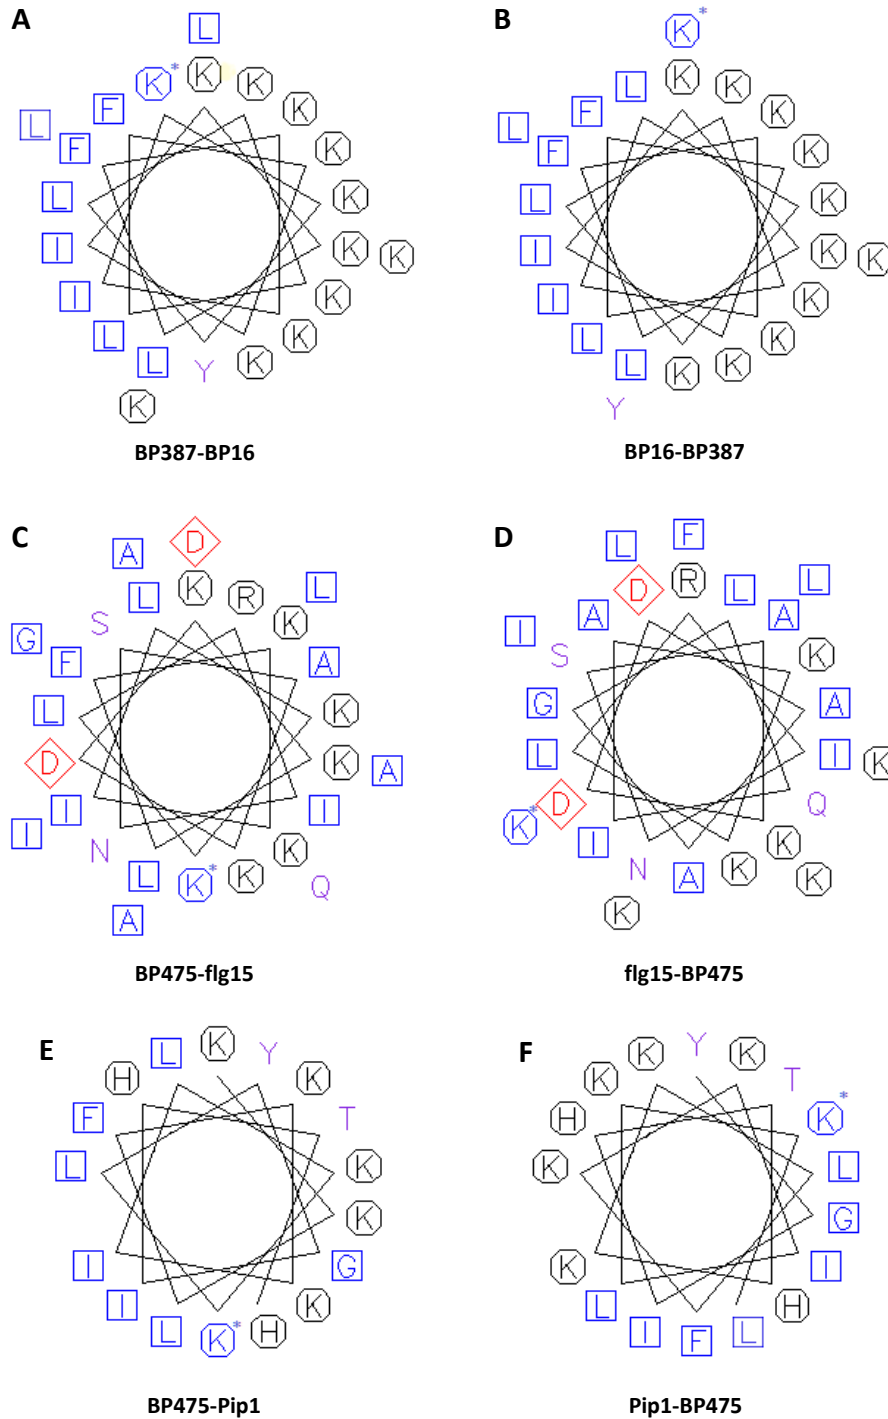 A
L
K* K K
F K
L F K
L K
I K K
I K
L K
L Y K
K
BP387-BP16
B
K*
L K K
F K
L F K
L K
I K K
I K
L K
L K K
Y
BP16-BP387
C
D
A
L K R L
S K
G F A
L K
D K A
I I I
N K
L K* K Q
A
BP475-flg15
D
F
L
D R L L
A A
I S K
G A
L I K
K* D Q
I K
N A K K
K
flg15-BP475
E
L K Y
H K
F T
L K
K
I G
I K
L K* H
BP475-Pip1
F
K Y K
K T
H K*
K L
G
K I
L H
I F L
Pip1-BP475